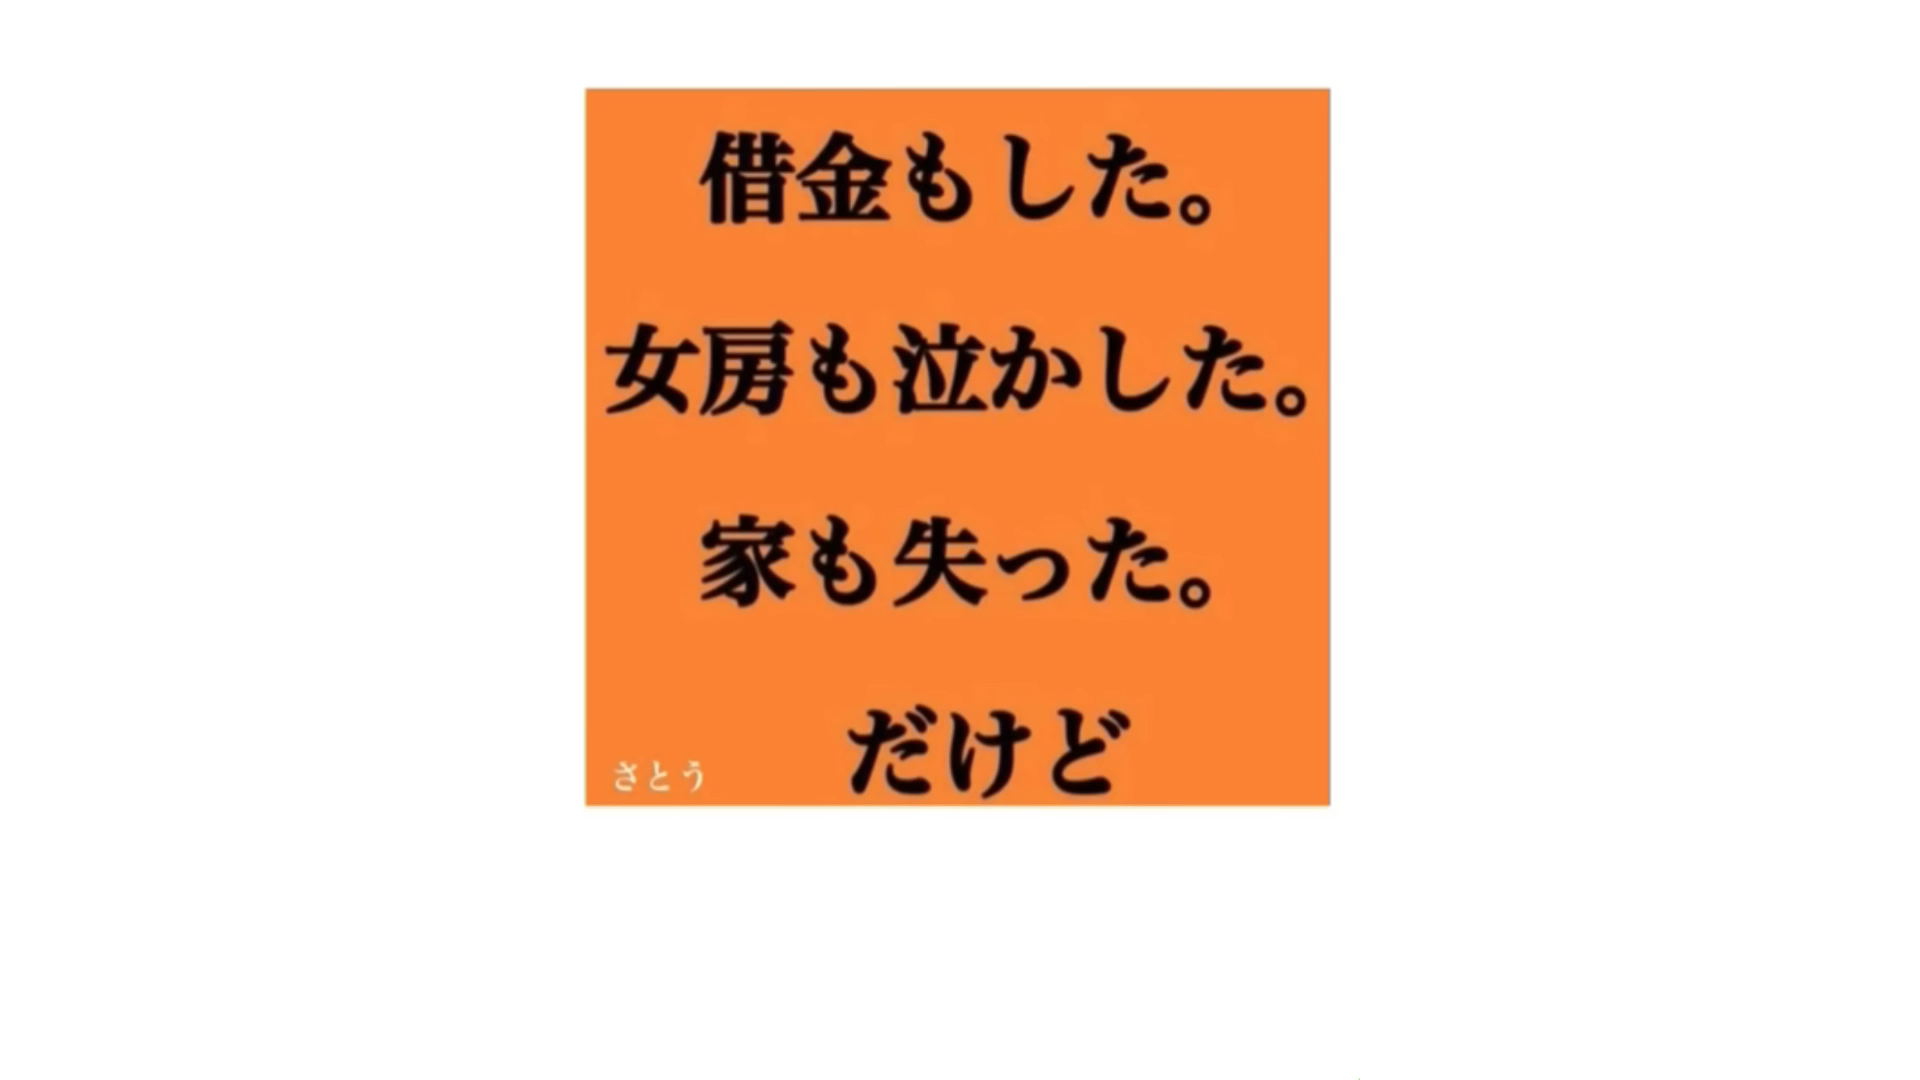 借金もした。
女房も泣かした。
家も失った。
だけど
さとう